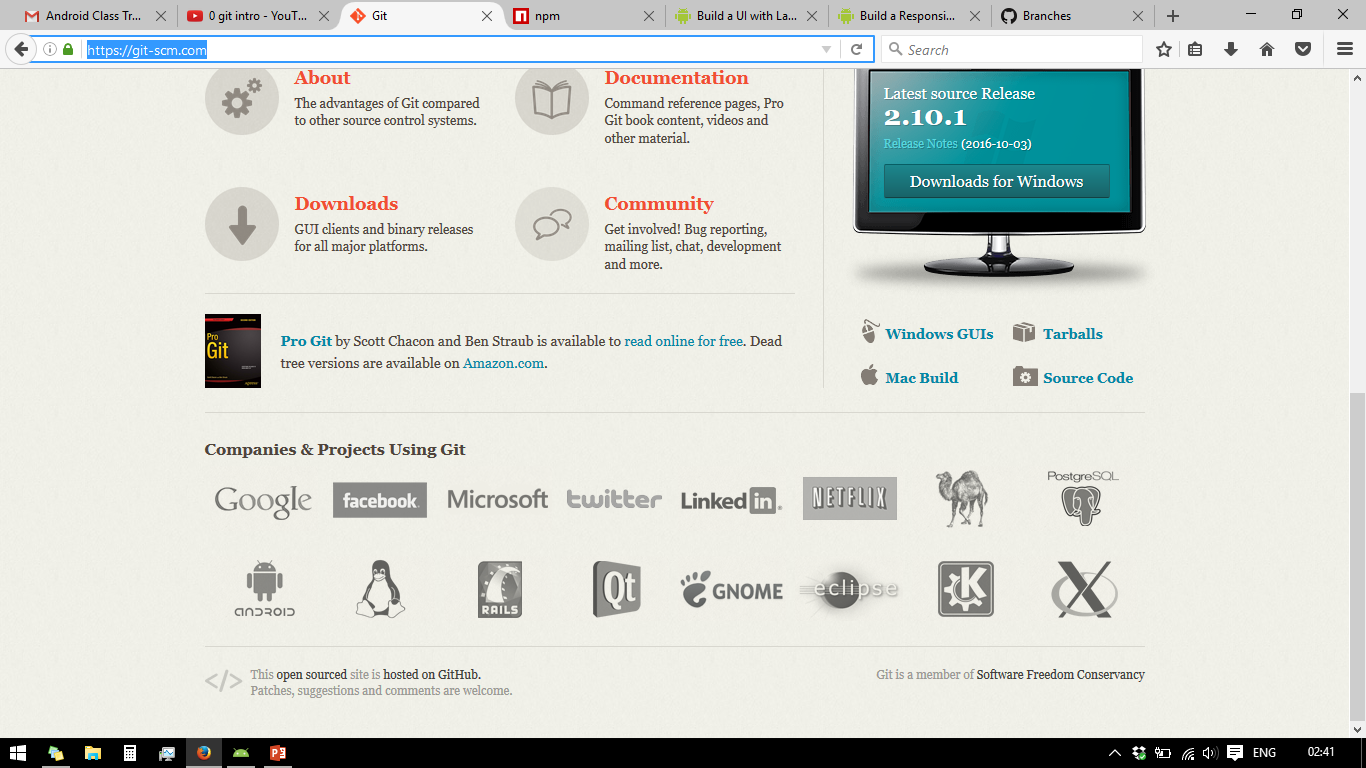 Android Class Tr...
0 git intro - YouT...
Git
npm
Build a UI with La...
Build a Responsi...
Branches
https://git-scm.com
Search
About
The advantages of Git compared
to other source control systems.
Documentation
Command reference pages, Pro
Git book content, videos and
other material.
Downloads
GUI clients and binary releases
for all major platforms.
Community
Get involved! Bug reporting,
mailing list, chat, development
and more.
Latest source Release
2.10.1
Release Notes (2016-10-03)
Downloads for Windows
Pro
Git
Pro Git by Scott Chacon and Ben Straub is available to read online for free. Dead
tree versions are available on Amazon.com.
Windows GUIs
Tarballs
Mac Build
Source Code
Companies & Projects Using Git
Google
facebook
Microsoft
twitter
Linked in
NETFLIX
PostgreSQL
ANDROID
RAILS
Qt
GNOME
eclipse
K
X
</> This open sourced site is hosted on GitHub.
Patches, suggestions and comments are welcome.
Git is a member of Software Freedom Conservancy
ENG
02:41